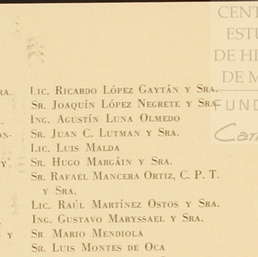 CENT
ESTU
DE HI
DE M
FUND
Lic. Ricardo López Gaytán y Sra.
Sr. Joaquín López Negrete y Sra.
Ing. Agustín Luna Olmedo
Sr. Juan C. Lutman y Sra.
Lic. Luis Malda
Sr. Hugo Margáin y Sra.
Sr. Rafael Mancera Ortiz, C. P. T.
y Sra.
Lic. Raúl Martínez Ostos y Sra.
Ing. Gustavo Maryssael y Sra.
Sr Mario Mendiola
Sr. Luis Montes de Oca